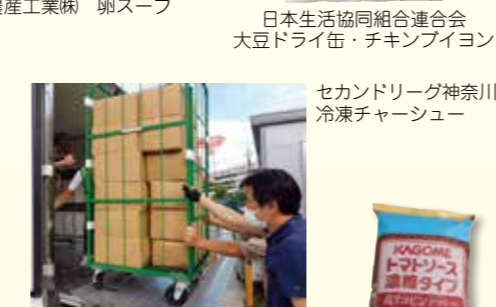 農産工業㈱　卵スープ
日本生活協同組合連合会
大豆ドライ缶・チキンブイヨン
セカンドリーグ神奈川
冷凍チャーシュー
KAGOME
トマトソース
濃縮タイプ